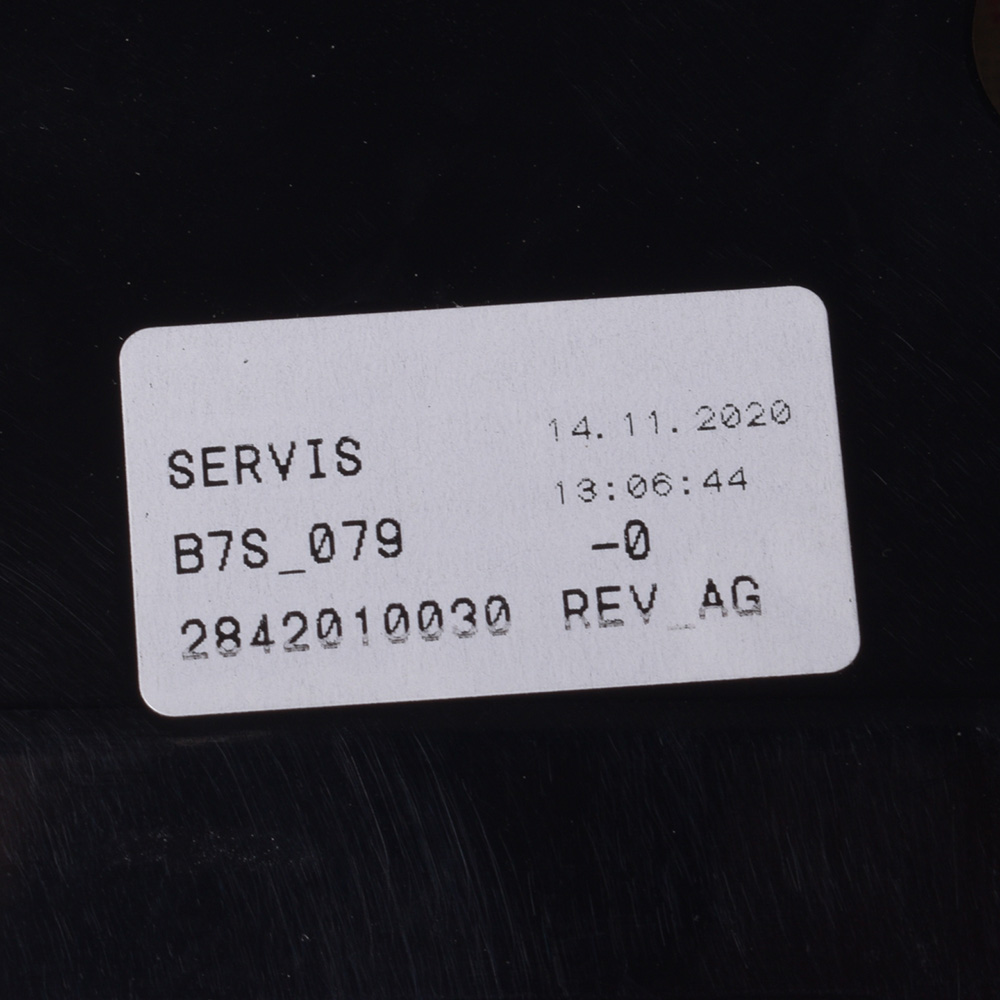 14.11.2020
SERVIS
13:06:44
B7S_079 -0
2842010030 REV_AG